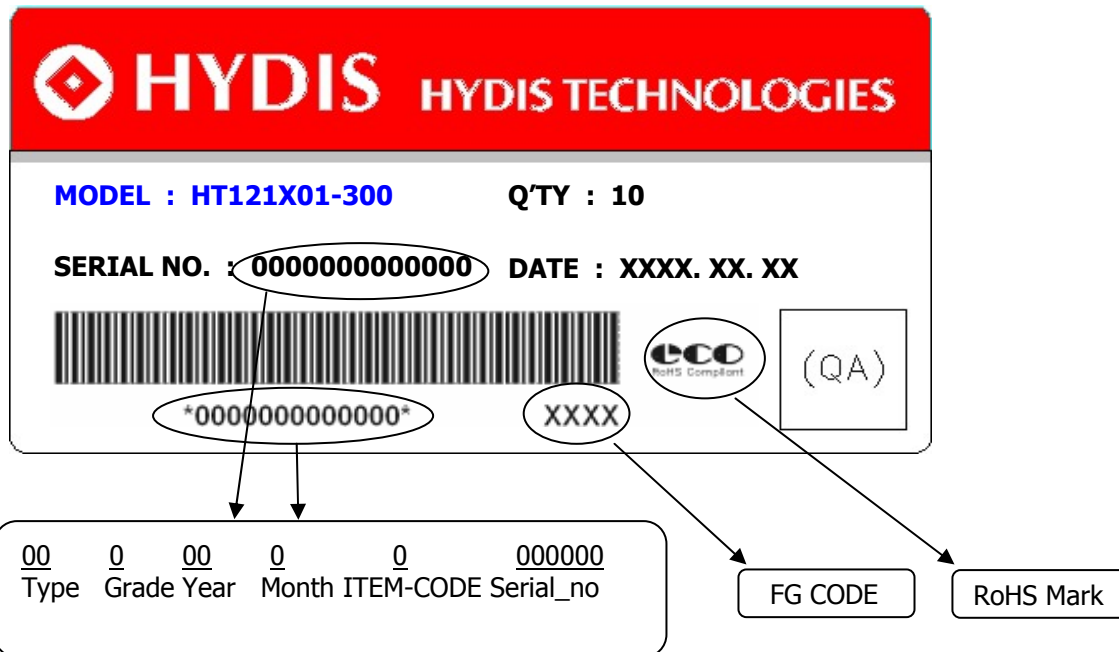 HYDIS HYDIS TECHNOLOGIES
MODEL : HT121X01-300 Q'TY : 10
SERIAL NO. : 0000000000000 DATE : XXXX. XX. XX
eco
RoHS Compliant
(QA)
*0000000000000* XXXX
00 0 00 0 0 000000
Type Grade Year Month ITEM-CODE Serial_no
FG CODE
RoHS Mark